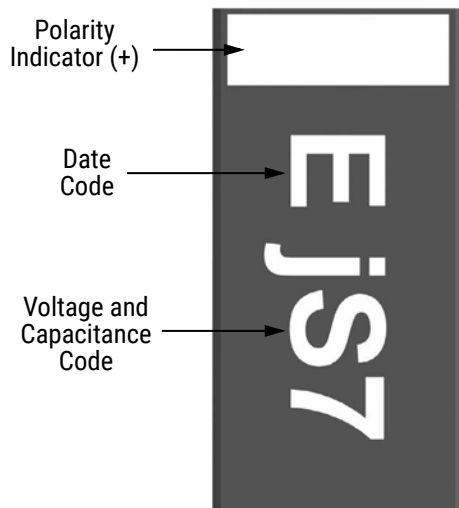 Polarity
Indicator (+)
Date
Code
Voltage and
Capacitance
Code
E jS7